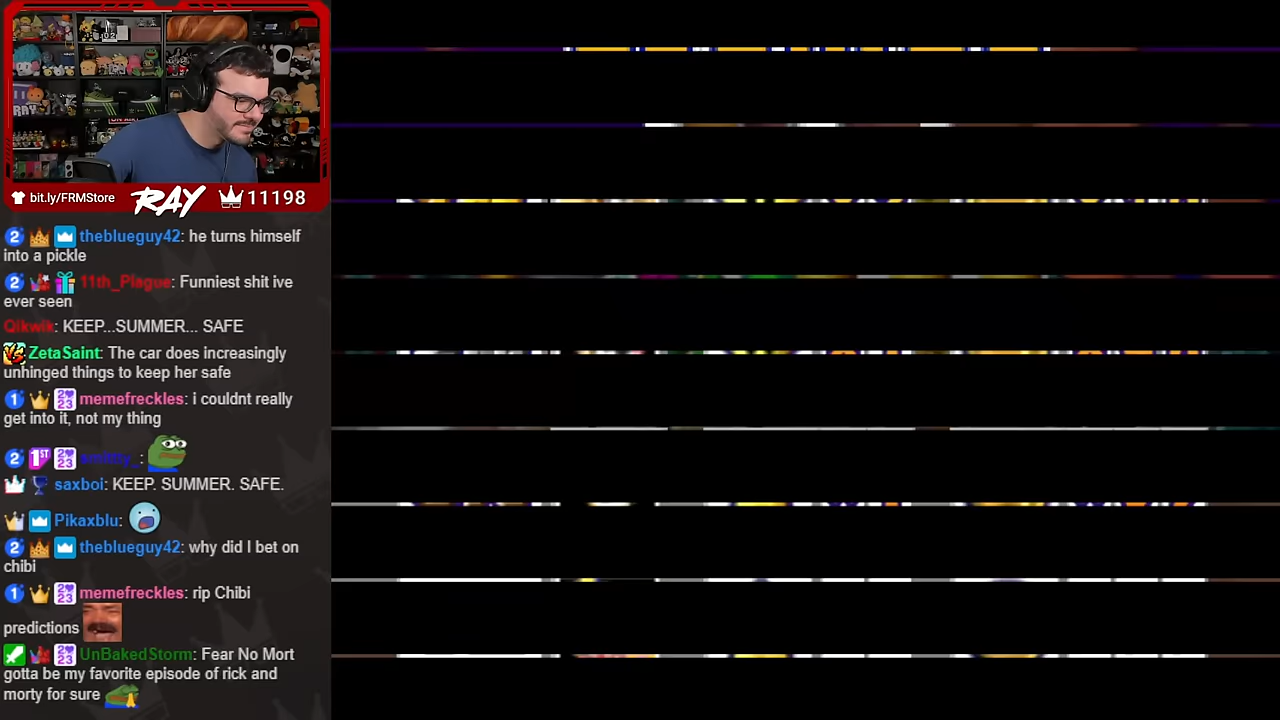 bit.ly/FRMStore RAY 11198
theblueguy42: he turns himself
into a pickle
11th_Plague: Funniest shit ive
ever seen
Qikwik: KEEP...SUMMER... SAFE
ZetaSaint: The car does increasingly
unhinged things to keep her safe
memefreckles: i couldnt really
get into it, not my thing
saxboi: KEEP. SUMMER. SAFE.
Pikaxblu:
theblueguy42: why did I bet on
chibi
memefreckles: rip Chibi
predictions
UnBakedStorm: Fear No Mort
gotta be my favorite episode of rick and
morty for sure